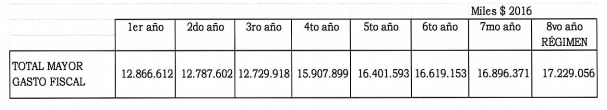 Miles $ 2016
1er año 2do año 3ro año 4to año 5to año 6to año 7mo año 8vo año
RÉGIMEN
TOTAL MAYOR
GASTO FISCAL 12.866.612 12.787.602 12.729.918 15.907.899 16.401.593 16.619.153 16.896.371 17.229.056